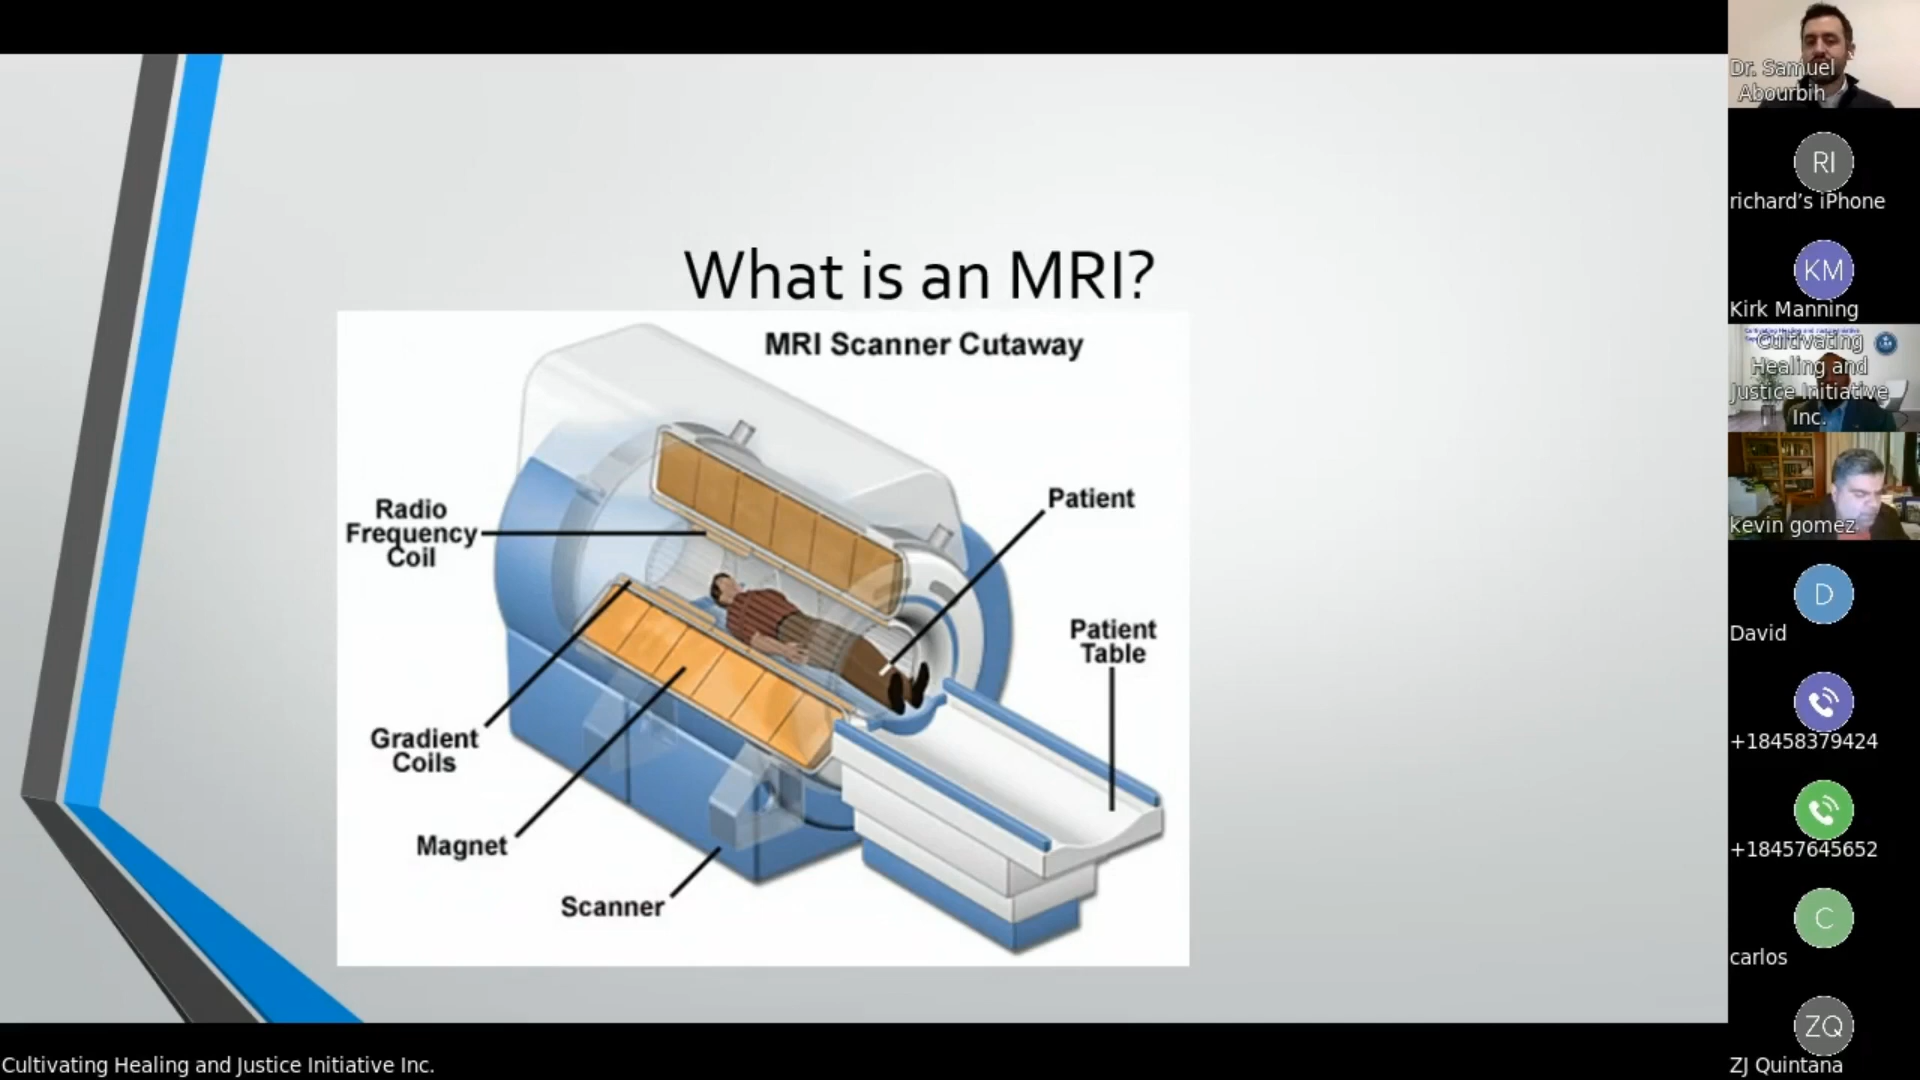 What is an MRI?
MRI Scanner Cutaway
Radio
Frequency
Coil
Patient
Patient
Table
Gradient
Coils
Magnet
Scanner
Cultivating Healing and Justice Initiative Inc.
Dr. Samuel
Abourbih
RI
richard’s iPhone
KM
Kirk Manning
Cultivating
Healing and
Justice Initiative
Inc.
kevin gomez
D
David
+18458379424
+18457645652
C
carlos
ZQ
ZJ Quintana